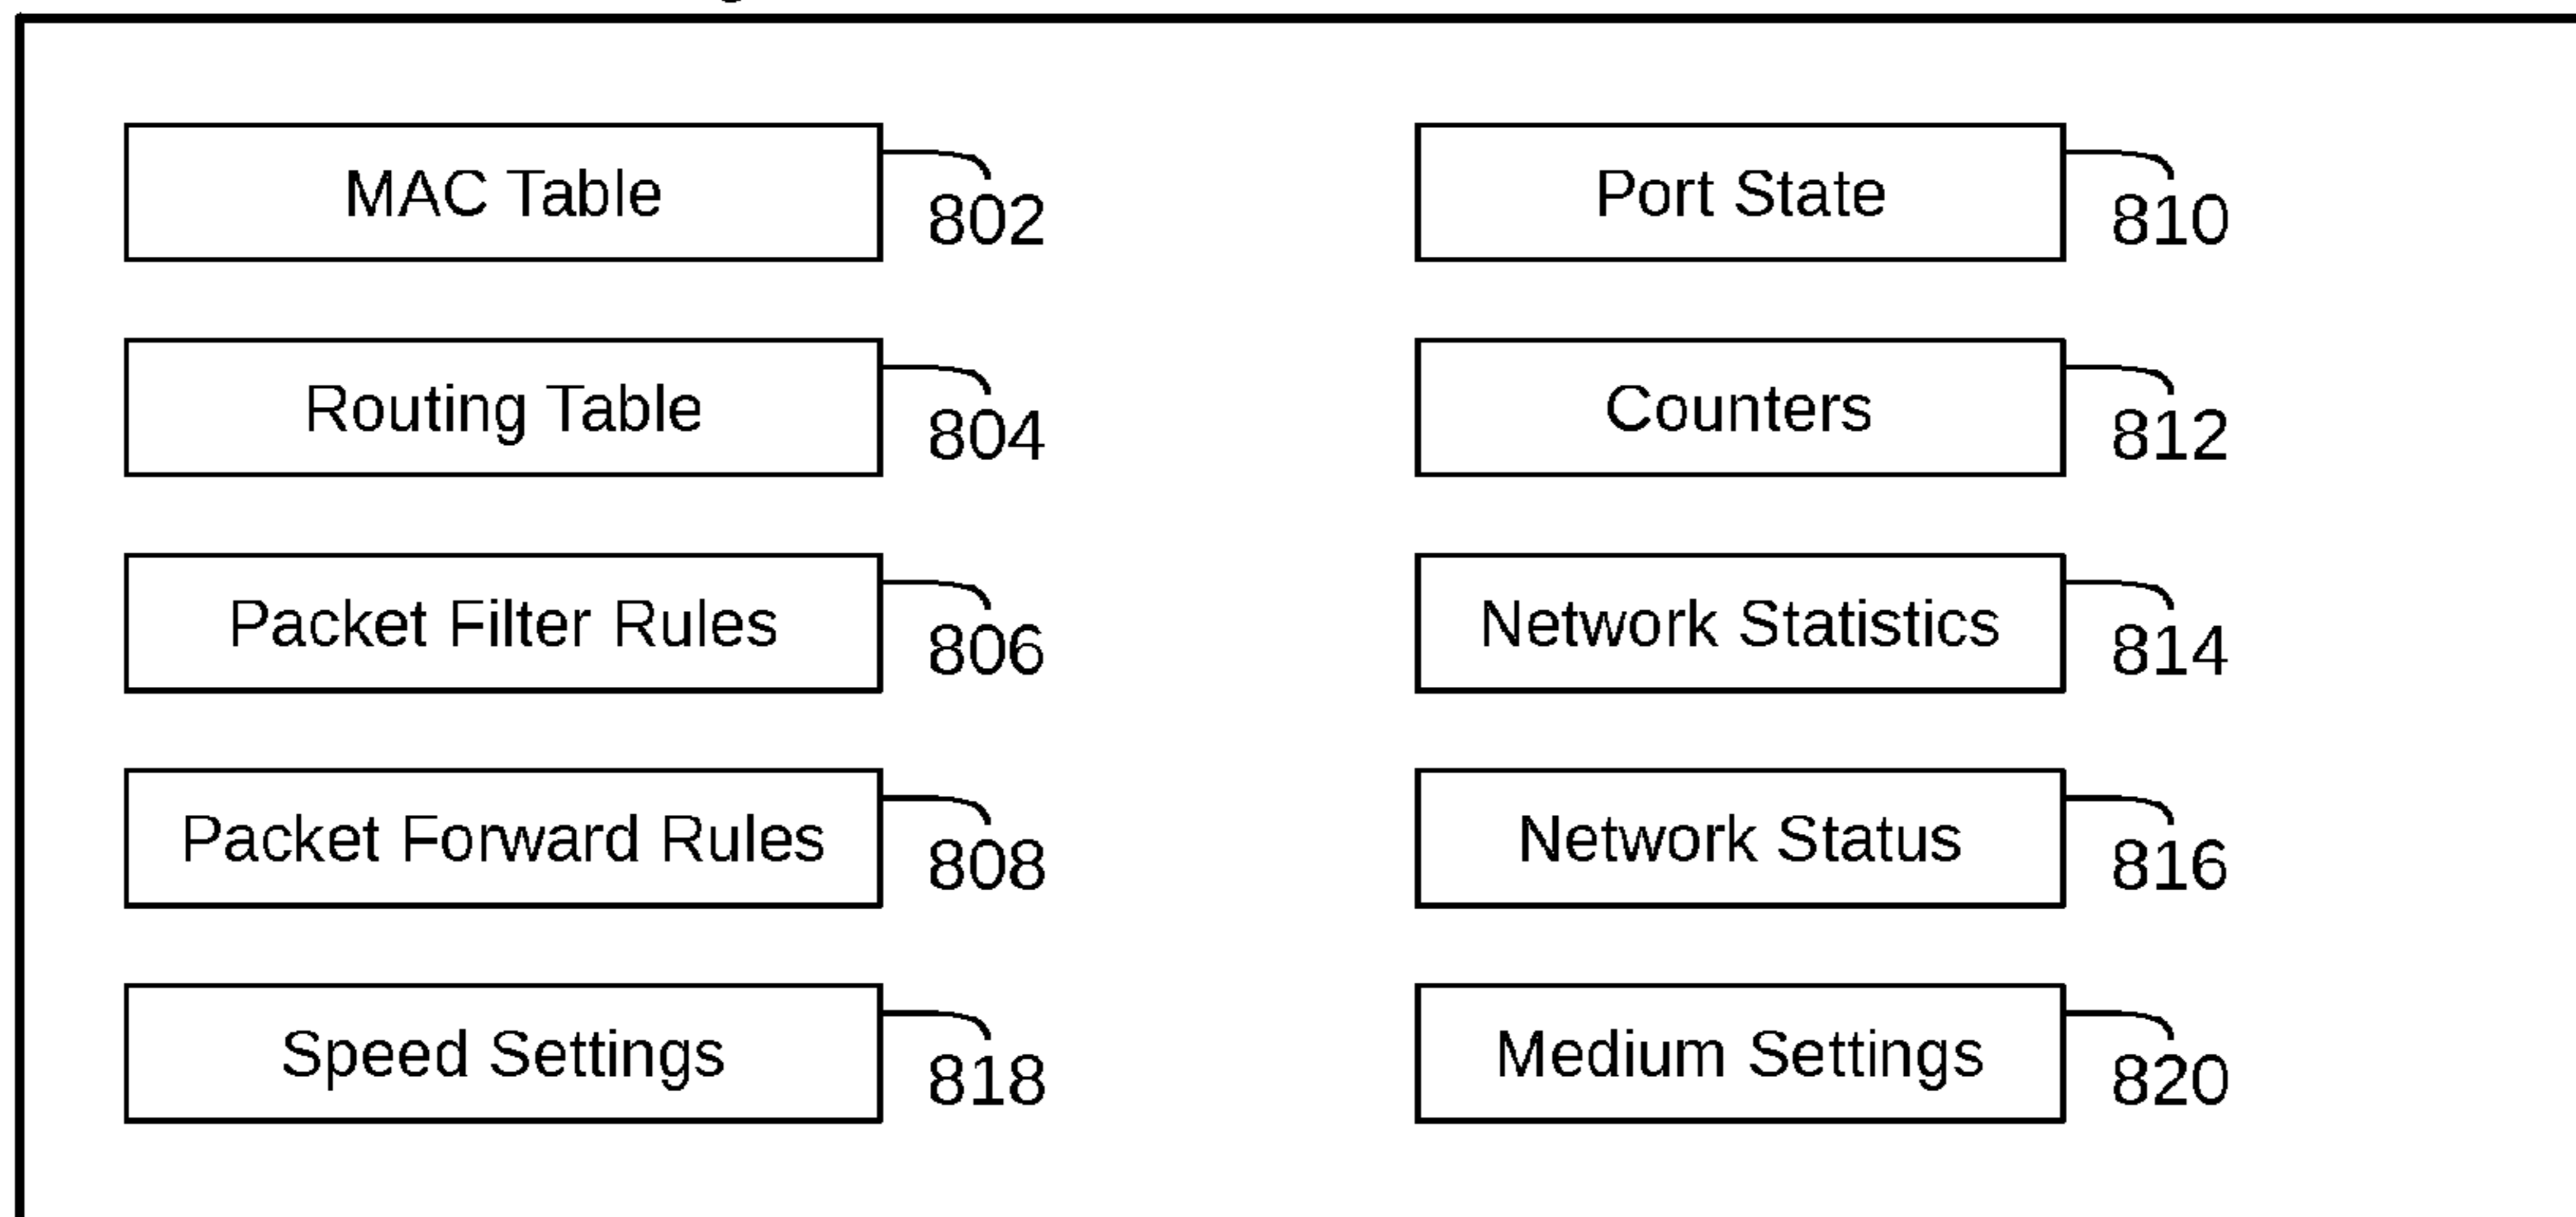 MAC Table
802
Port State
810
Routing Table
804
Counters
812
Packet Filter Rules
806
Network Statistics
814
Packet Forward Rules
808
Network Status
816
Speed Settings
818
Medium Settings
820